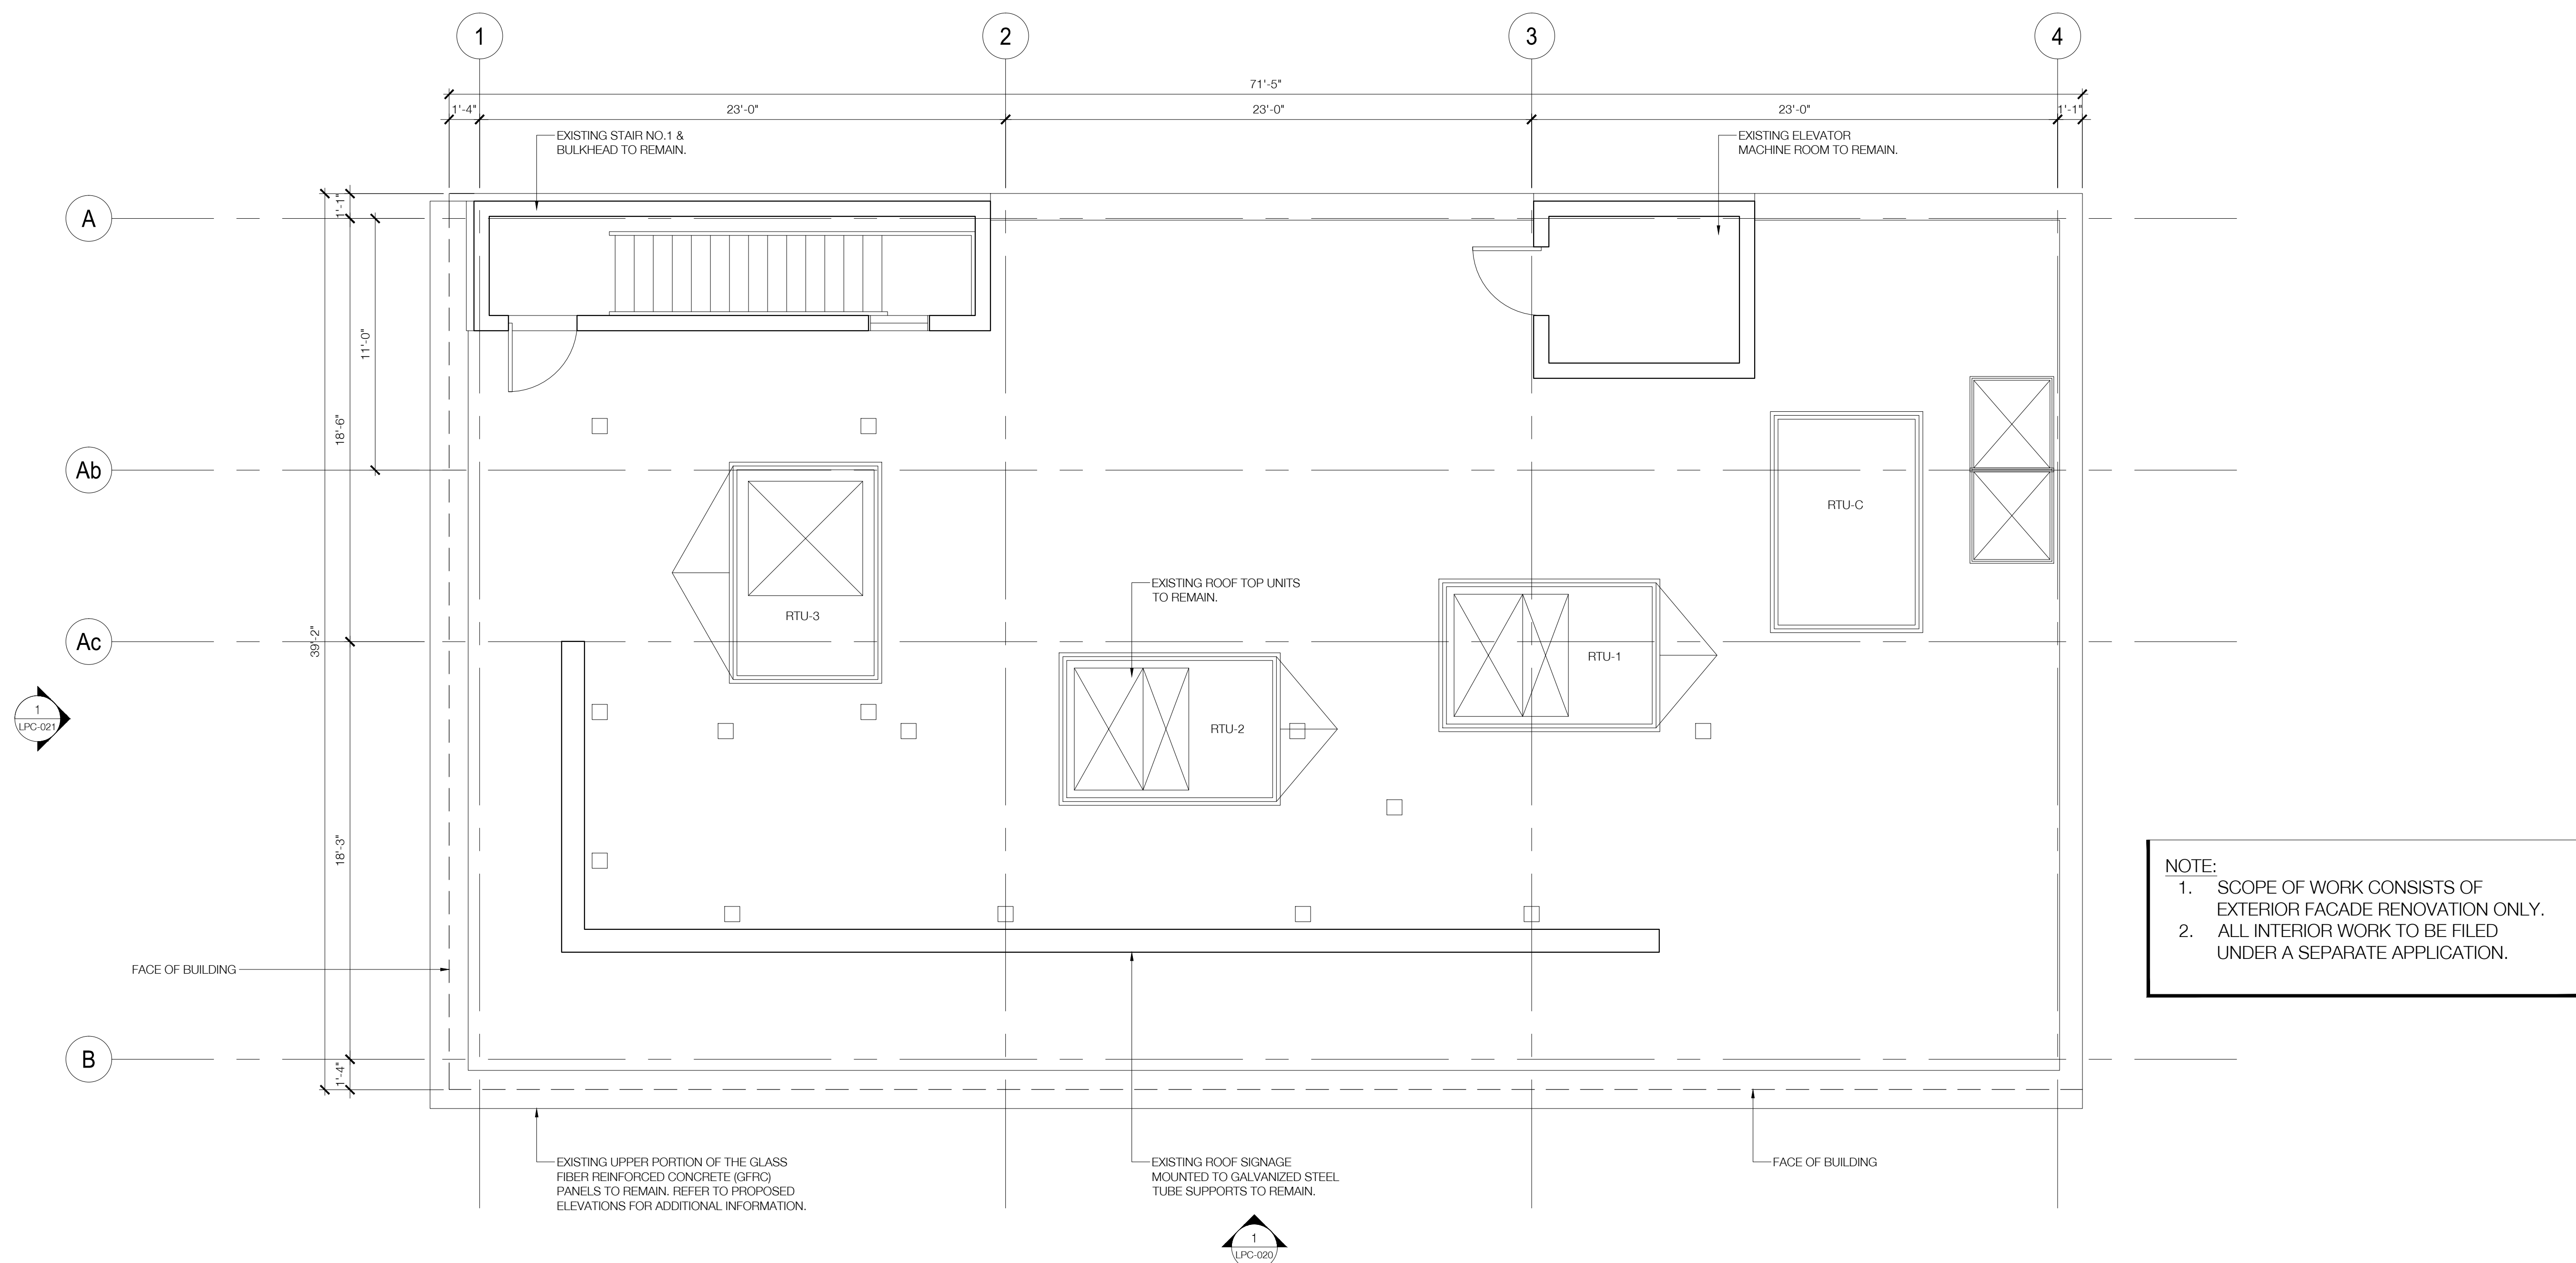 1
2
3
4
71'-5"
1'-4"
23'-0"
23'-0"
23'-0"
1'-1"
EXISTING STAIR NO.1 &
BULKHEAD TO REMAIN.
EXISTING ELEVATOR
MACHINE ROOM TO REMAIN.
A
1'-1"
11'-0"
18'-6"
Ab
RTU-C
EXISTING ROOF TOP UNITS
TO REMAIN.
RTU-3
39'-2"
Ac
RTU-1
1
LPC-021
RTU-2
18'-3"
NOTE:
1. SCOPE OF WORK CONSISTS OF
EXTERIOR FACADE RENOVATION ONLY.
2. ALL INTERIOR WORK TO BE FILED
UNDER A SEPARATE APPLICATION.
FACE OF BUILDING
B
1'-4"
EXISTING UPPER PORTION OF THE GLASS
FIBER REINFORCED CONCRETE (GFRC)
PANELS TO REMAIN. REFER TO PROPOSED
ELEVATIONS FOR ADDITIONAL INFORMATION.
EXISTING ROOF SIGNAGE
MOUNTED TO GALVANIZED STEEL
TUBE SUPPORTS TO REMAIN.
FACE OF BUILDING
1
LPC-020